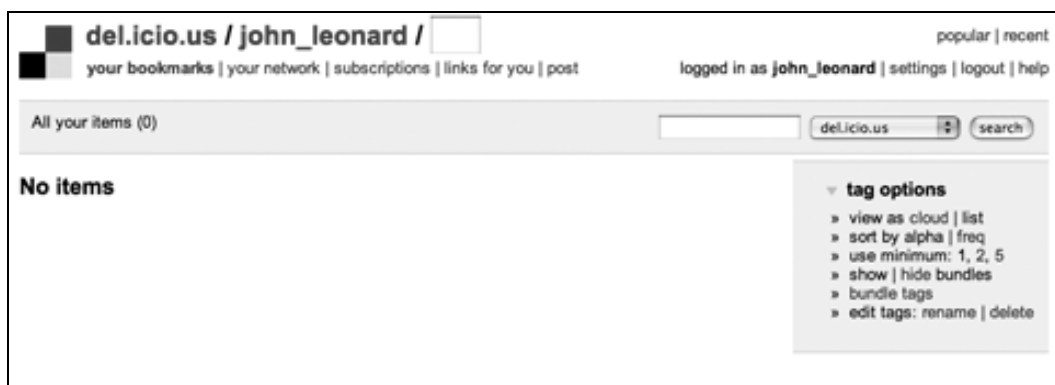 del.icio.us / john_leonard /
popular | recent
your bookmarks | your network | subscriptions | links for you | post
logged in as john_leonard | settings | logout | help
All your items (0)
del.icio.us
search
No items
tag options
» view as cloud | list
» sort by alpha | freq
» use minimum: 1, 2, 5
» show | hide bundles
» bundle tags
» edit tags: rename | delete